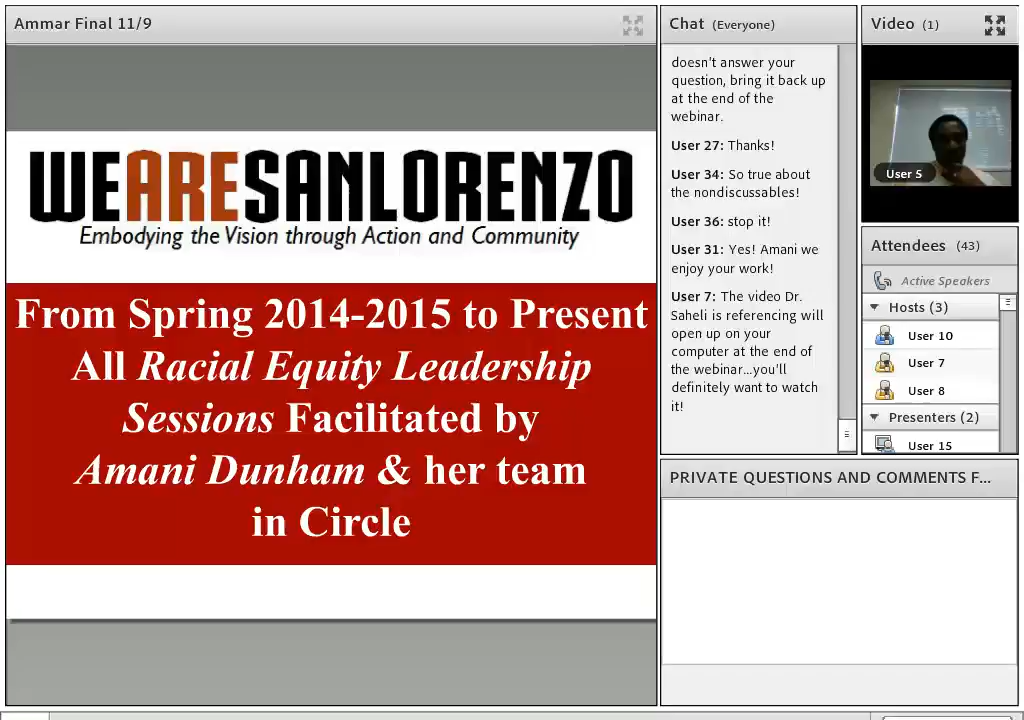 Ammar Final 11/9
WEARESANLORENZO
Embodying the Vision through Action and Community
From Spring 2014-2015 to Present
All Racial Equity Leadership
Sessions Facilitated by
Amani Dunham & her team
in Circle
Chat (Everyone)
doesn't answer your
question, bring it back up
at the end of the
webinar.
User 27: Thanks!
User 34: So true about
the nondiscussables!
User 36: stop it!
User 31: Yes! Amani we
enjoy your work!
User 7: The video Dr.
Saheli is referencing will
open up on your
computer at the end of
the webinar...you'll
definitely want to watch
it!
Video (1)
User 5
Attendees (43)
Active Speakers
Hosts (3)
User 10
User 7
User 8
Presenters (2)
User 15
PRIVATE QUESTIONS AND COMMENTS F...